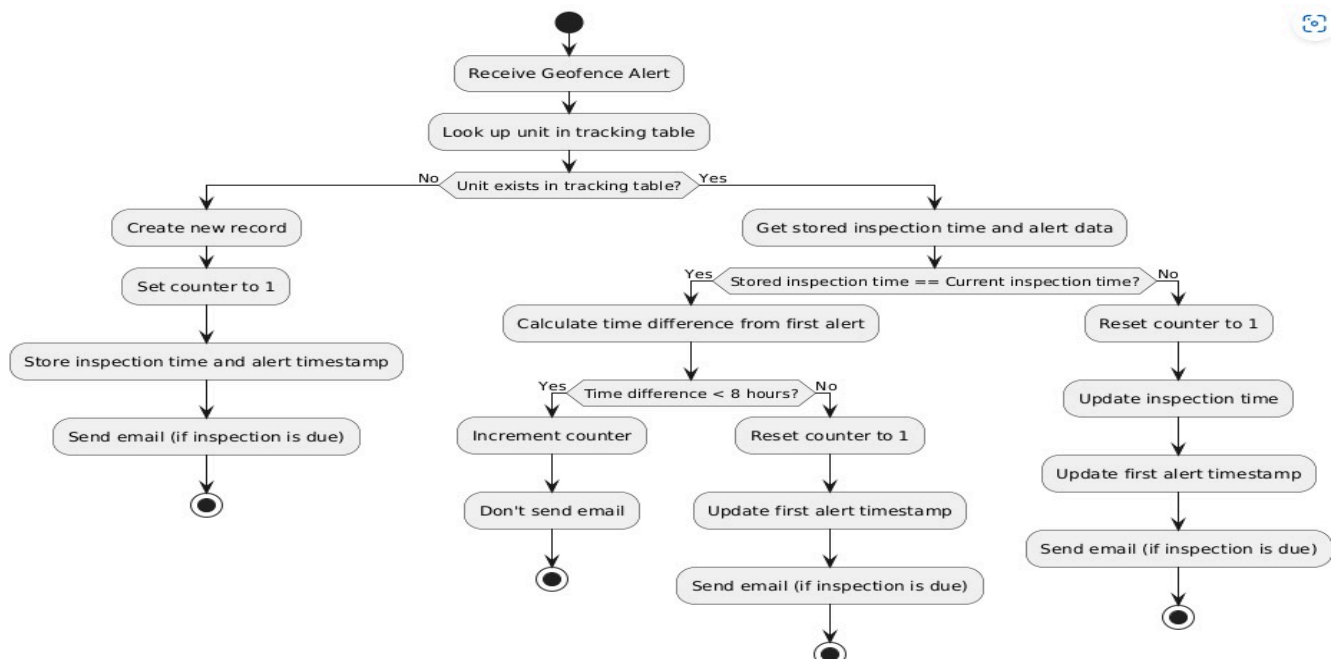 Receive Geofence Alert
Look up unit in tracking table
No
Unit exists in tracking table?
Yes
Create new record
Set counter to 1
Store inspection time and alert timestamp
Send email (if inspection is due)
Get stored inspection time and alert data
Yes
Stored inspection time == Current inspection time?
No
Calculate time difference from first alert
Yes
Time difference < 8 hours?
No
Increment counter
Don't send email
Reset counter to 1
Update first alert timestamp
Send email (if inspection is due)
Reset counter to 1
Update inspection time
Update first alert timestamp
Send email (if inspection is due)